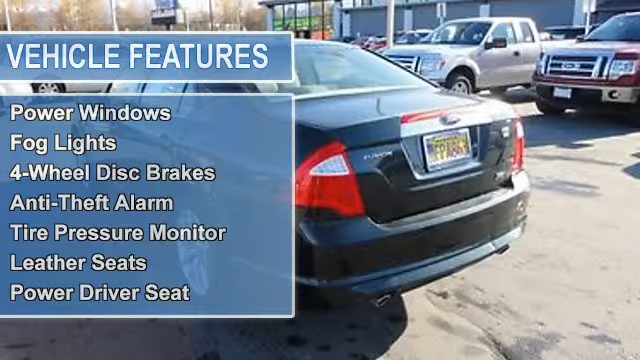 VEHICLE FEATURES
Power Windows
Fog Lights
4-Wheel Disc Brakes
Anti-Theft Alarm
Tire Pressure Monitor
Leather Seats
Power Driver Seat
FUSION